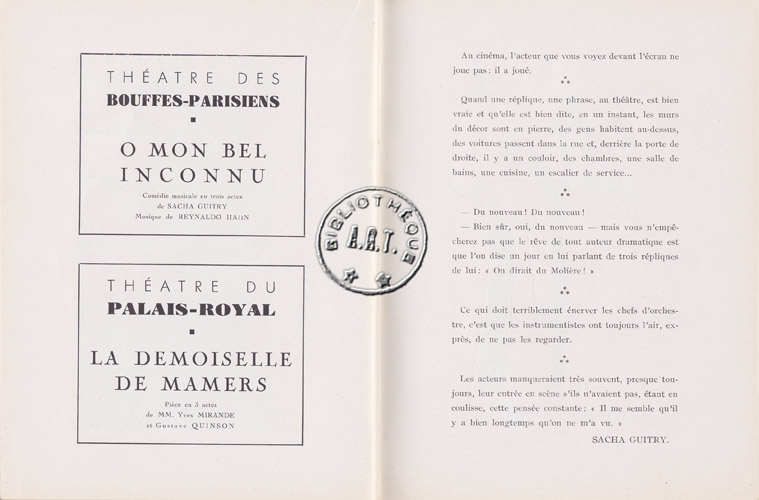 THÉATRE DES
BOUFFES-PARISIENS
O MON BEL
INCONNU
Comédie musicale en trois actes
de SACHA GUITRY
Musique de REYNALDO HAHN
THÉATRE DU
PALAIS-ROYAL
LA DEMOISELLE
DE MAMERS
Pièce en 3 actes
de MM. Yves MIRANDE
et Gustave QUINSON
BIBLIOTHÈQUE
A.R.T.
Au cinéma, l'acteur que vous voyez devant l'écran ne
joue pas : il a joué.
Quand une réplique, une phrase, au théâtre, est bien
vraie et qu'elle est bien dite, en un instant, les murs
du décor sont en pierre, des gens habitent au-dessus,
des voitures passent dans la rue et, derrière la porte de
droite, il y a un couloir, des chambres, une salle de
bains, une cuisine, un escalier de service...
— Du nouveau ! Du nouveau !
— Bien sûr, oui, du nouveau — mais vous n'empê-
cherez pas que le rêve de tout auteur dramatique est
que l'on dise un jour en lui parlant de trois répliques
de lui : « On dirait du Molière ! »
Ce qui doit terriblement énerver les chefs d'orches-
tre, c'est que les instrumentistes ont toujours l'air, ex-
près, de ne pas les regarder.
Les acteurs manqueraient très souvent, presque tou-
jours, leur entrée en scène s'ils n'avaient pas, étant en
coulisse, cette pensée constante : « Il me semble qu'il
y a bien longtemps qu'on ne m'a vu. »
SACHA GUITRY.